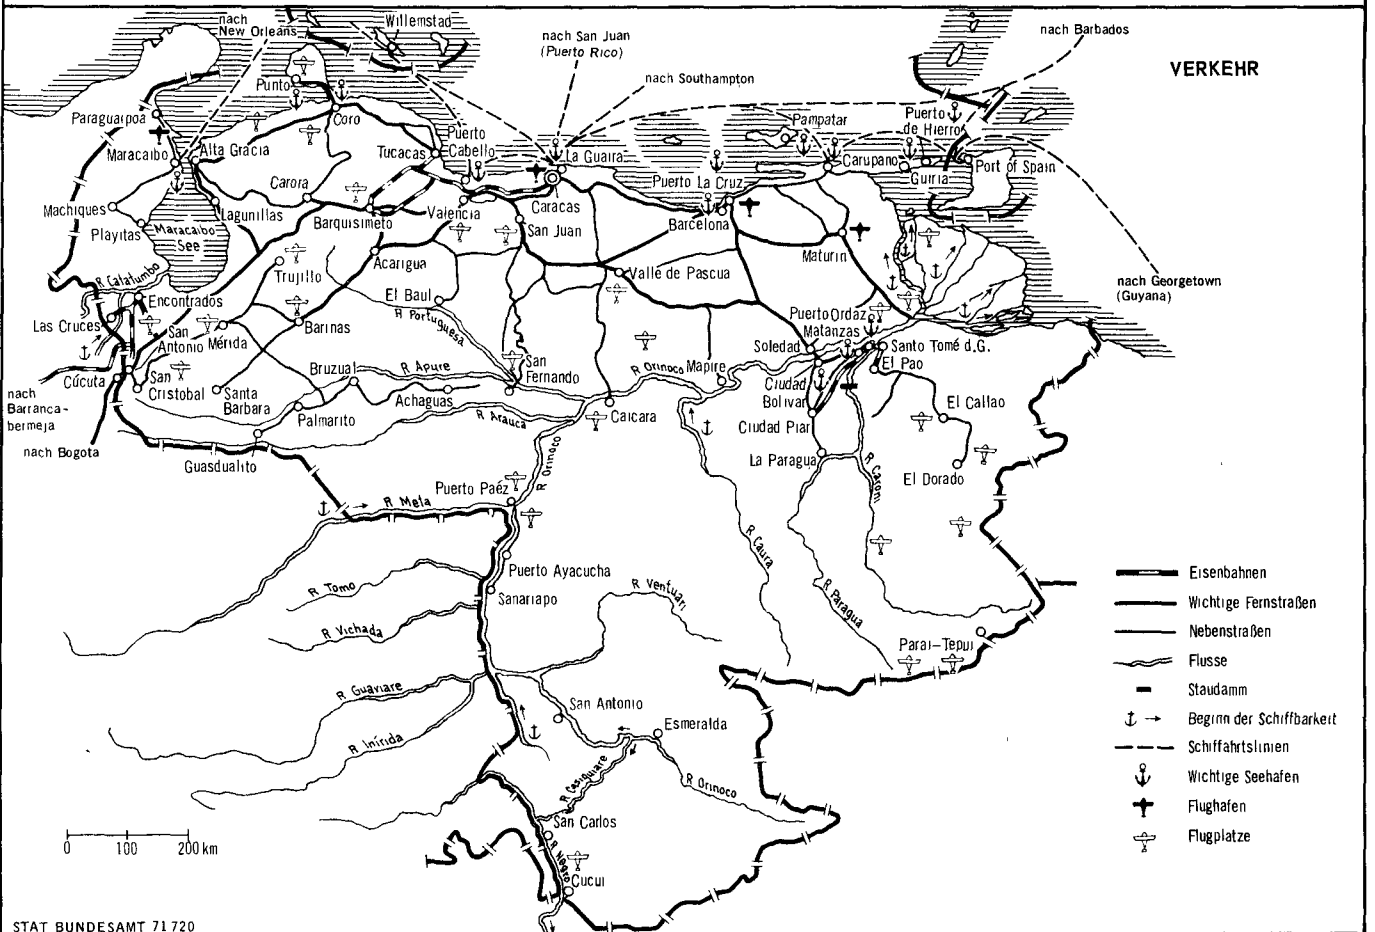 VERKEHR
nach
New Orleans
Willemstad
nach San Juan
(Puerto Rico)
nach Southampton
nach Barbados
Punto
Coro
Paraguaipoa
Maracaibo
Alta Gracia
Tucacas
Puerto
Cabello
La Guaira
Pampatar
Puerto
de Hierro
Carupano
Guiria
Port of Spain
Carora
Puerto La Cruz
Machiques
Lagunillas
Barquisimeto
Valencia
Caracas
Barcelona
Playitas
Maracaibo
See
San Juan
Maturin
Acarigua
Trujillo
Valle de Pascua
R Catatumbo
Encontrados
El Baul
R Portuguesa
nach Georgetown
(Guyana)
Las Cruces
San
Antonio
Mérida
Barinas
Puerto Ordaz
Matanzas
Soledad
Santo Tomé d.G.
El Pao
Cúcuta
San
Cristobal
Santa
Barbara
Bruzual
R Apure
San
Fernando
R Orinoco
Mapire
Ciudad
Bolivar
nach
Barranca-
bermeja
Palmarito
Achaguas
R Arauca
Caicara
Ciudad Piar
El Callao
nach Bogota
Guasdualito
La Paragua
El Dorado
R Orinoco
R Caroni
Puerto Paéz
R Meta
R Caura
Puerto Ayacucha
Sanariapo
R Tomo
R Ventuari
R Paragua
R Vichada
Parai-Tepui
R Guaviare
San Antonio
Esmeralda
R Inirida
R Casiquiare
R Orinoco
San Carlos
R Negro
Cucui
Eisenbahnen
Wichtige Fernstraßen
Nebenstraßen
Flusse
Staudamm
Beginn der Schiffbarkeit
Schiffahrtslinien
Wichtige Seehafen
Flughafen
Flugplatze
0 100 200 km
STAT BUNDESAMT 71 720